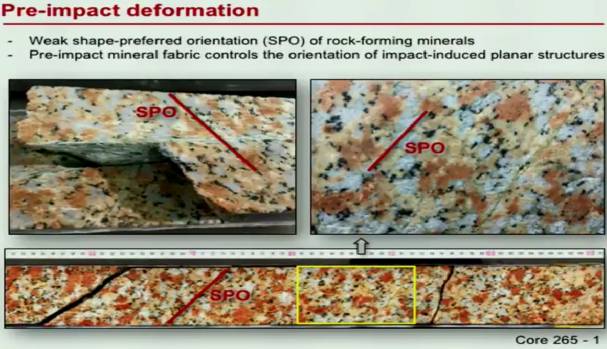 Pre-impact deformation
- Weak shape-preferred orientation (SPO) of rock-forming minerals
- Pre-impact mineral fabric controls the orientation of impact-induced planar structures
SPO
SPO
SPO
Core 265 - 1